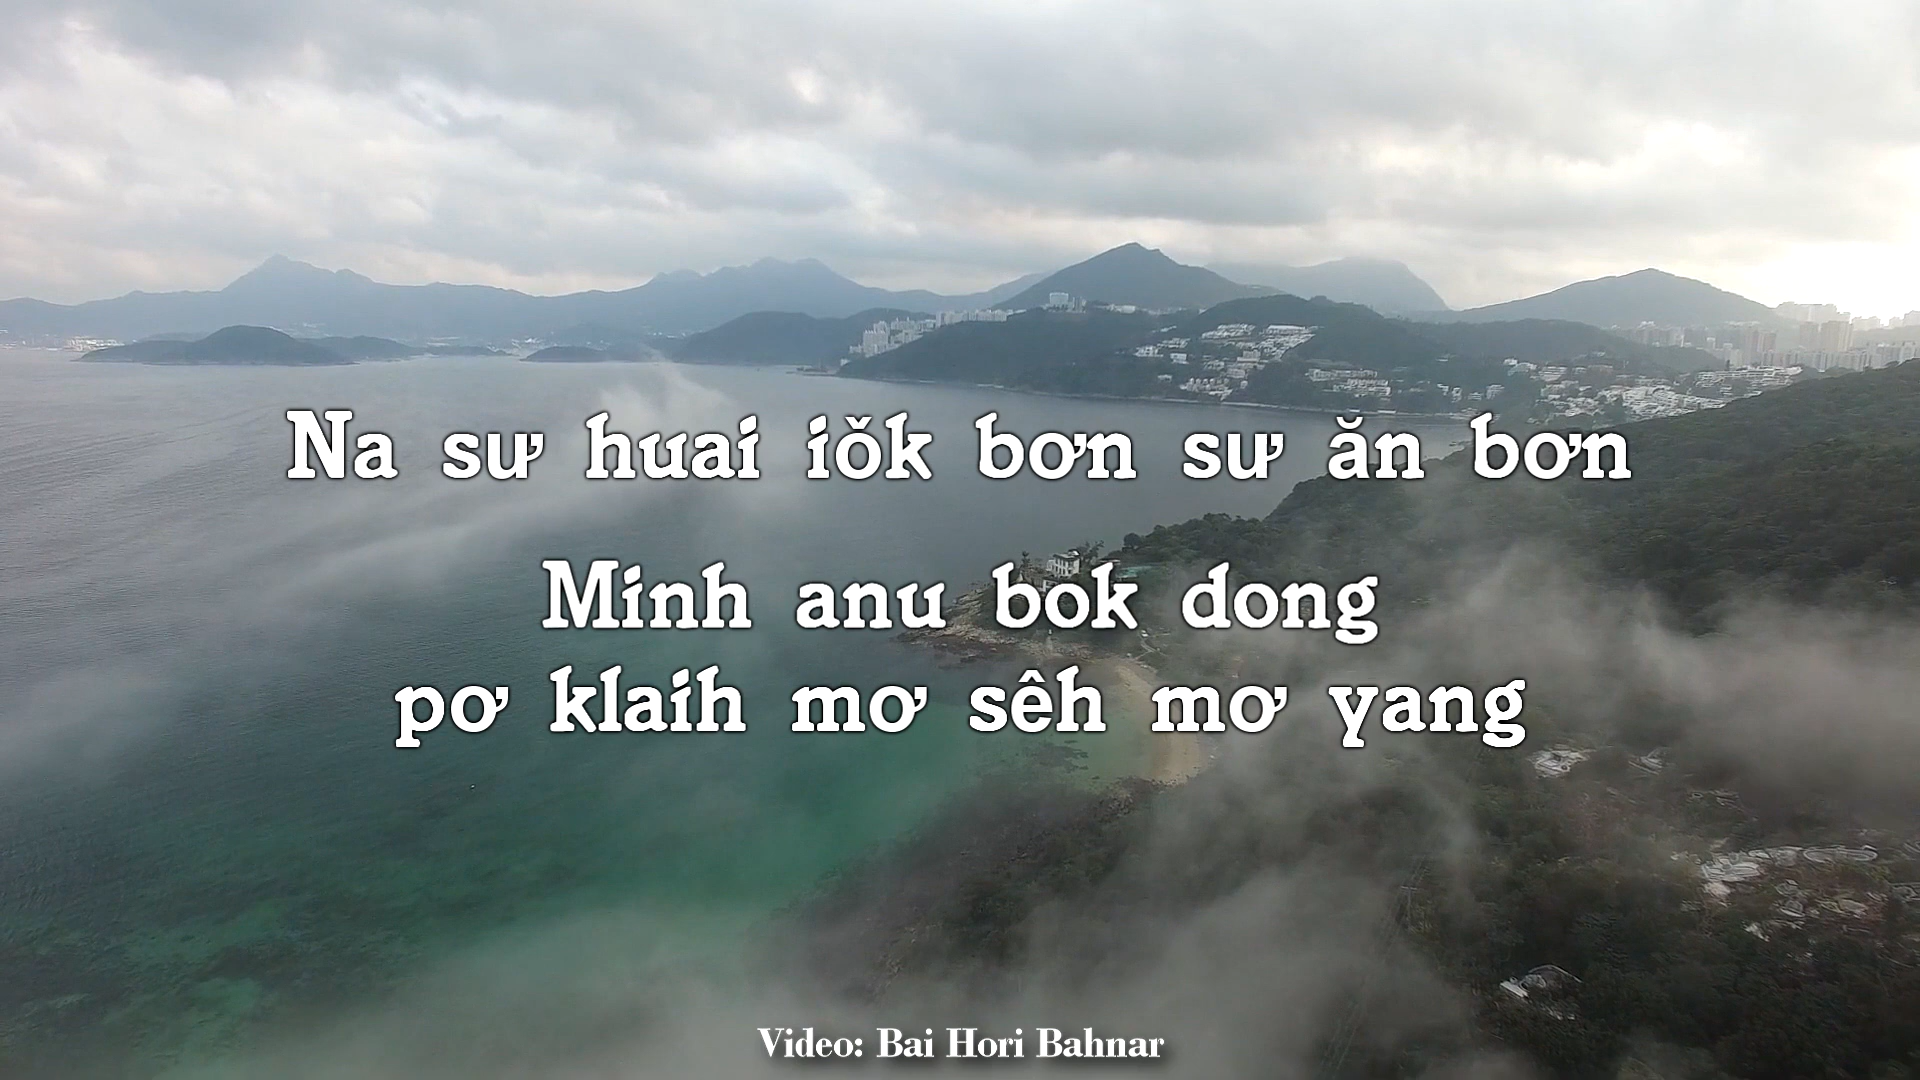 Na sư huai iǒk bơn sư ăn bơn
Minh anu bok dong
pơ klaih mơ sêh mơ yang
Video: Bai Hori Bahnar